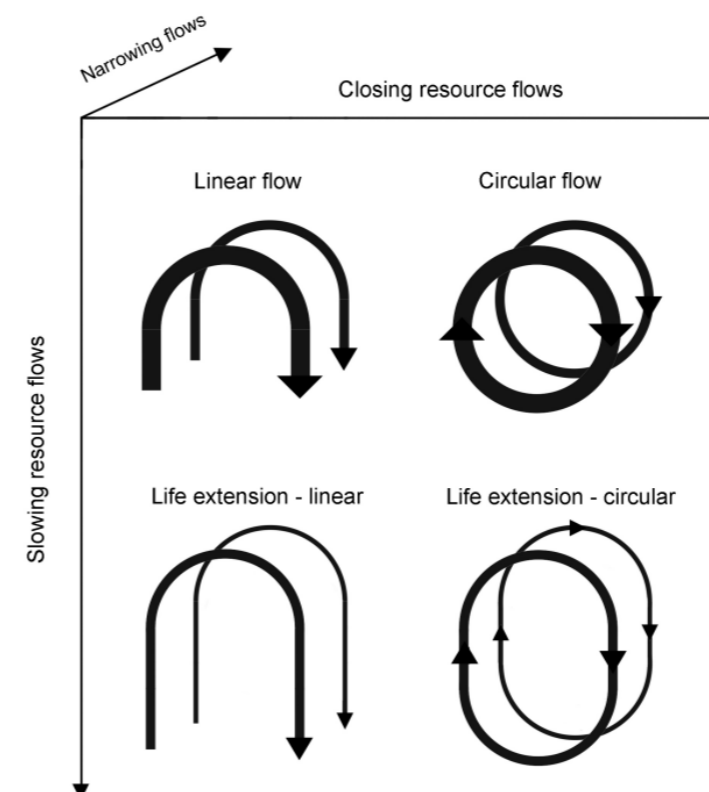 Narrowing flows
Closing resource flows
Linear flow
Circular flow
Slowing resource flows
Life extension - linear
Life extension - circular